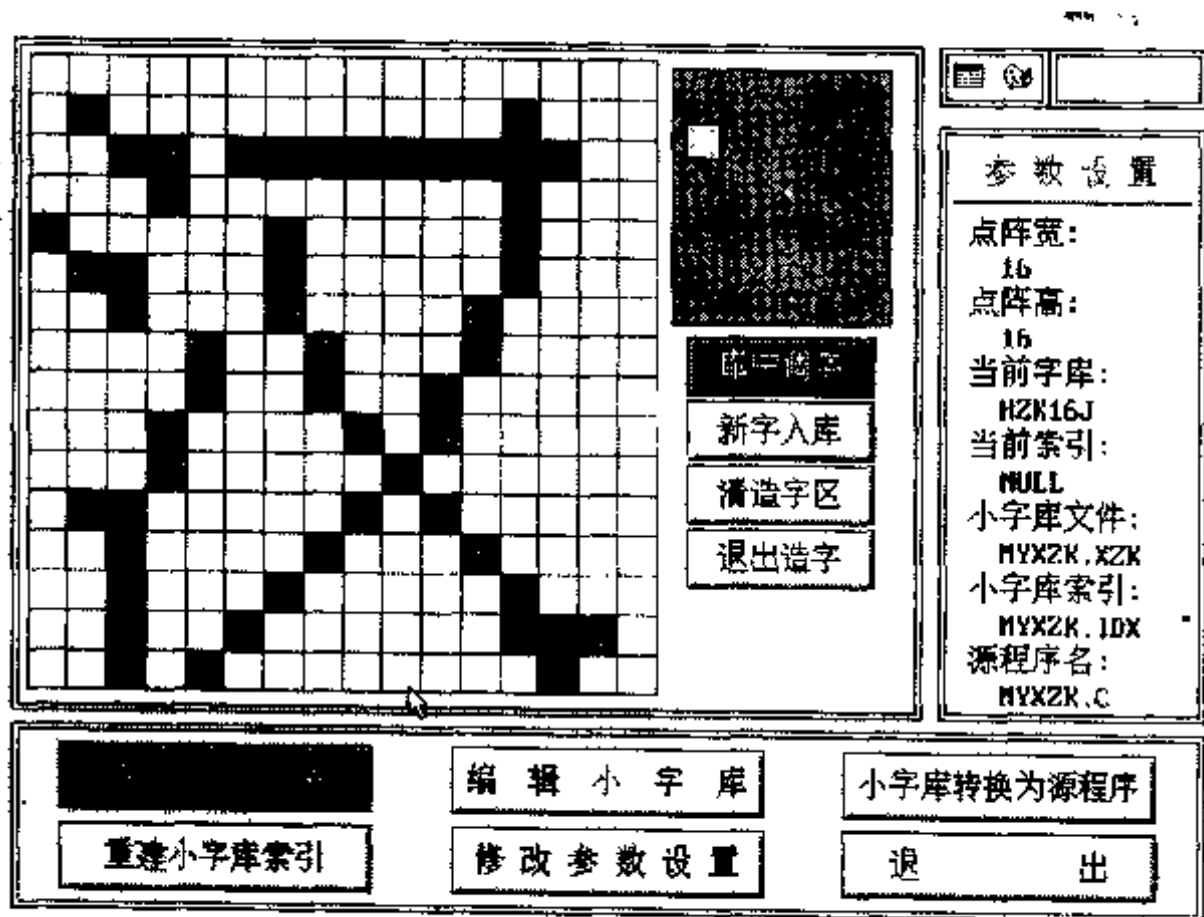 参数设置
点阵宽:
16
点阵高:
16
当前字库:
HZK16J
当前索引:
NULL
小字库文件:
MYXZK.XZK
小字库索引:
MYXZK.IDX
源程序名:
MYXZK.C
新字入库
清造字区
退出造字
编辑小字库
小字库转换为源程序
重建小字库索引
修改参数设置
退出